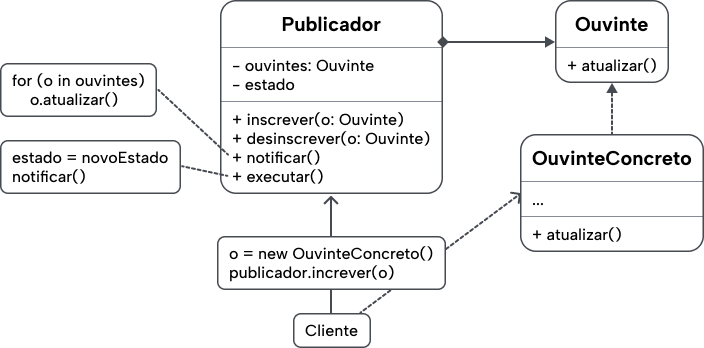 Publicador
- ouvintes: Ouvinte
- estado
+ inscrever(o: Ouvinte)
+ desinscrever(o: Ouvinte)
+ notificar()
+ executar()
for (o in ouvintes)
o.atualizar()
estado = novoEstado
notificar()
Ouvinte
+ atualizar()
OuvinteConcreto
...
+ atualizar()
o = new OuvinteConcreto()
publicador.increver(o)
Cliente